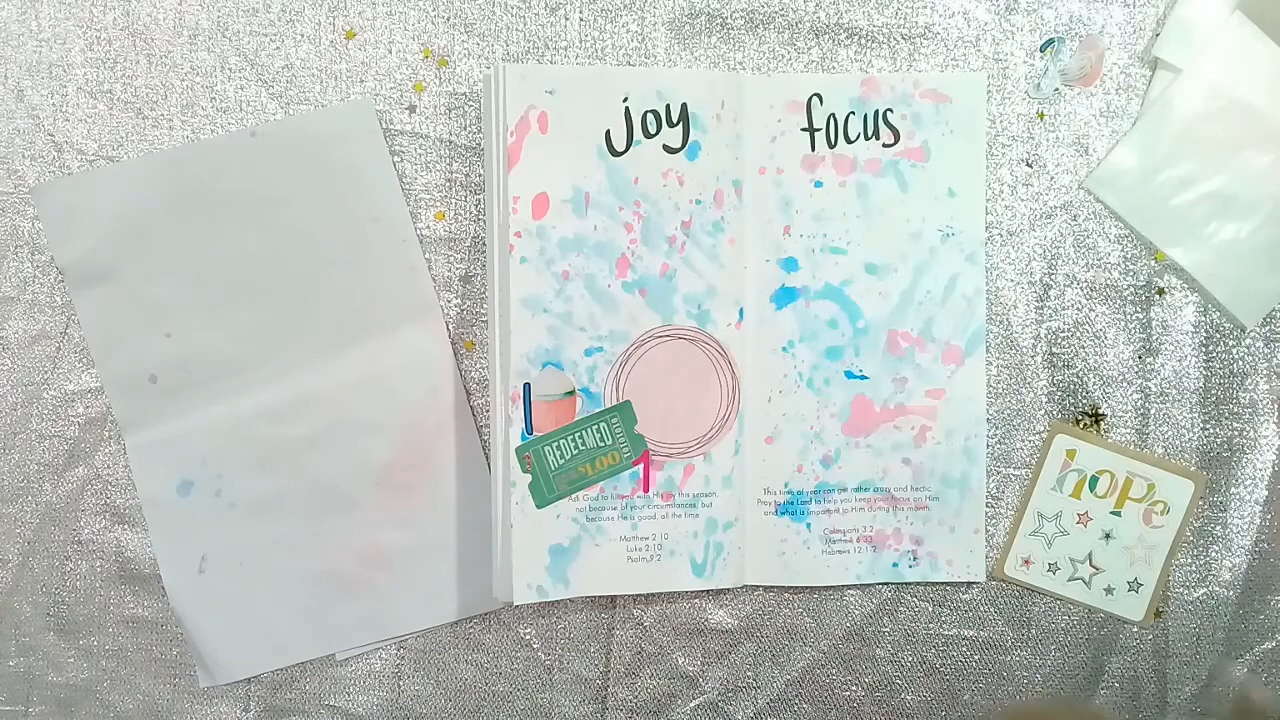 joy
REDEEMED
$1.00
1
Ask God to fill you with His joy this season,
not because of your circumstances, but
because He is good, all the time
Matthew 2:10
Luke 2:10
Psalm 9:2
focus
This time of year can get rather crazy and hectic.
Pray to the Lord to help you keep your focus on Him
and what is important to Him during this month.
Colossians 3:2
Matthew 6:33
Hebrews 12:1-2
hope